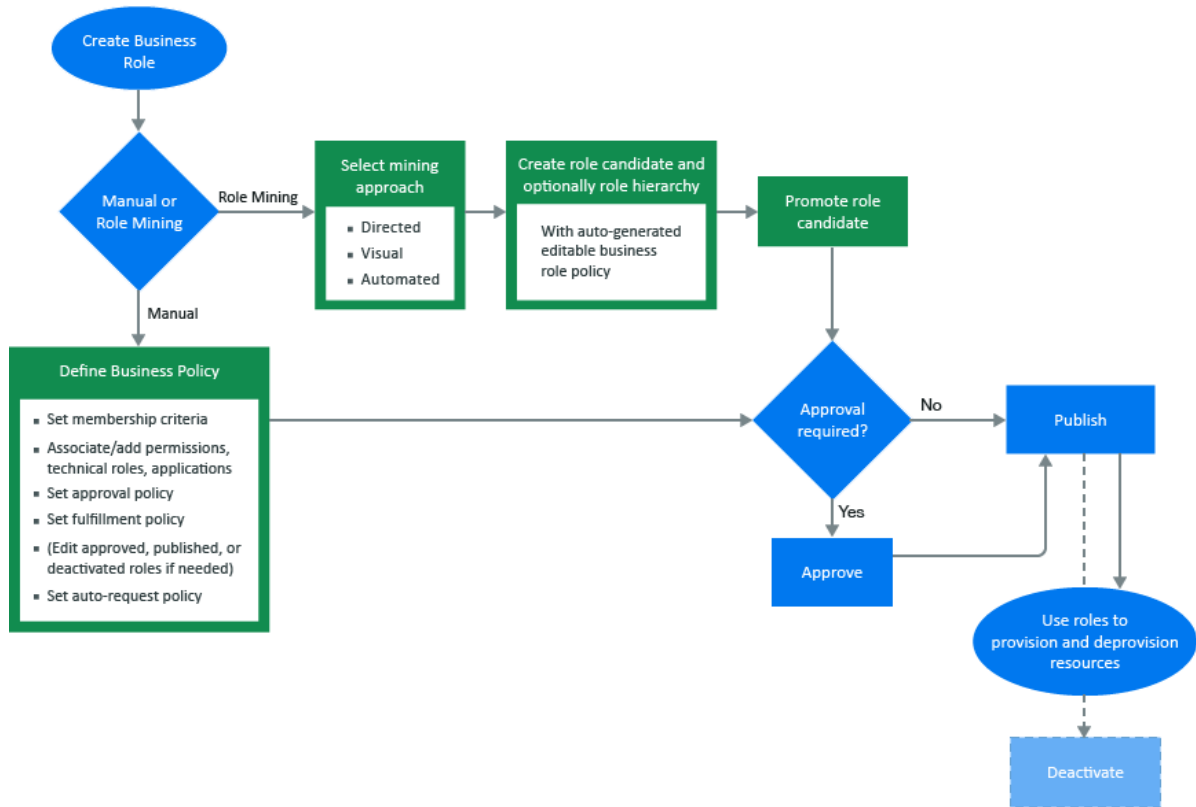 Create Business
Role
Manual or
Role Mining
Role Mining
Select mining
approach
▪ Directed
▪ Visual
▪ Automated
Create role candidate and
optionally role hierarchy
With auto-generated
editable business
role policy
Promote role
candidate
Manual
Define Business Policy
▪ Set membership criteria
▪ Associate/add permissions,
technical roles, applications
▪ Set approval policy
▪ Set fulfillment policy
▪ (Edit approved, published, or
deactivated roles if needed)
▪ Set auto-request policy
Approval
required?
No
Publish
Yes
Approve
Use roles to
provision and deprovision
resources
Deactivate